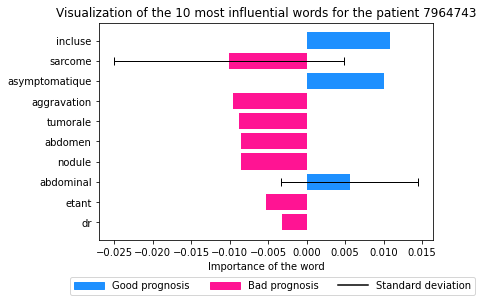 Visualization of the 10 most influential words for the patient 7964743
incluse
sarcome
asymptomatique
aggravation
tumorale
abdomen
nodule
abdominal
etant
dr
−0.025 −0.020 −0.015 −0.010 −0.005 0.000 0.005 0.010 0.015
Importance of the word
Good prognosis Bad prognosis Standard deviation